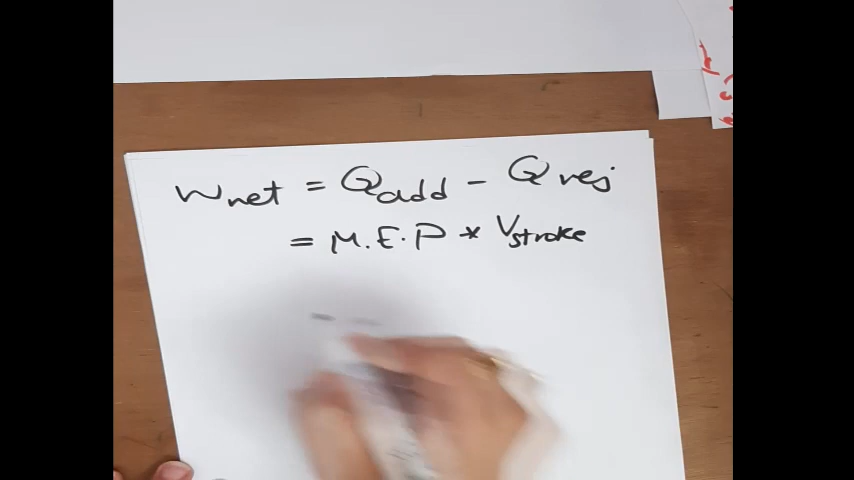 Wnet = Qadd - Qrej
= M.E.P * Vstroke